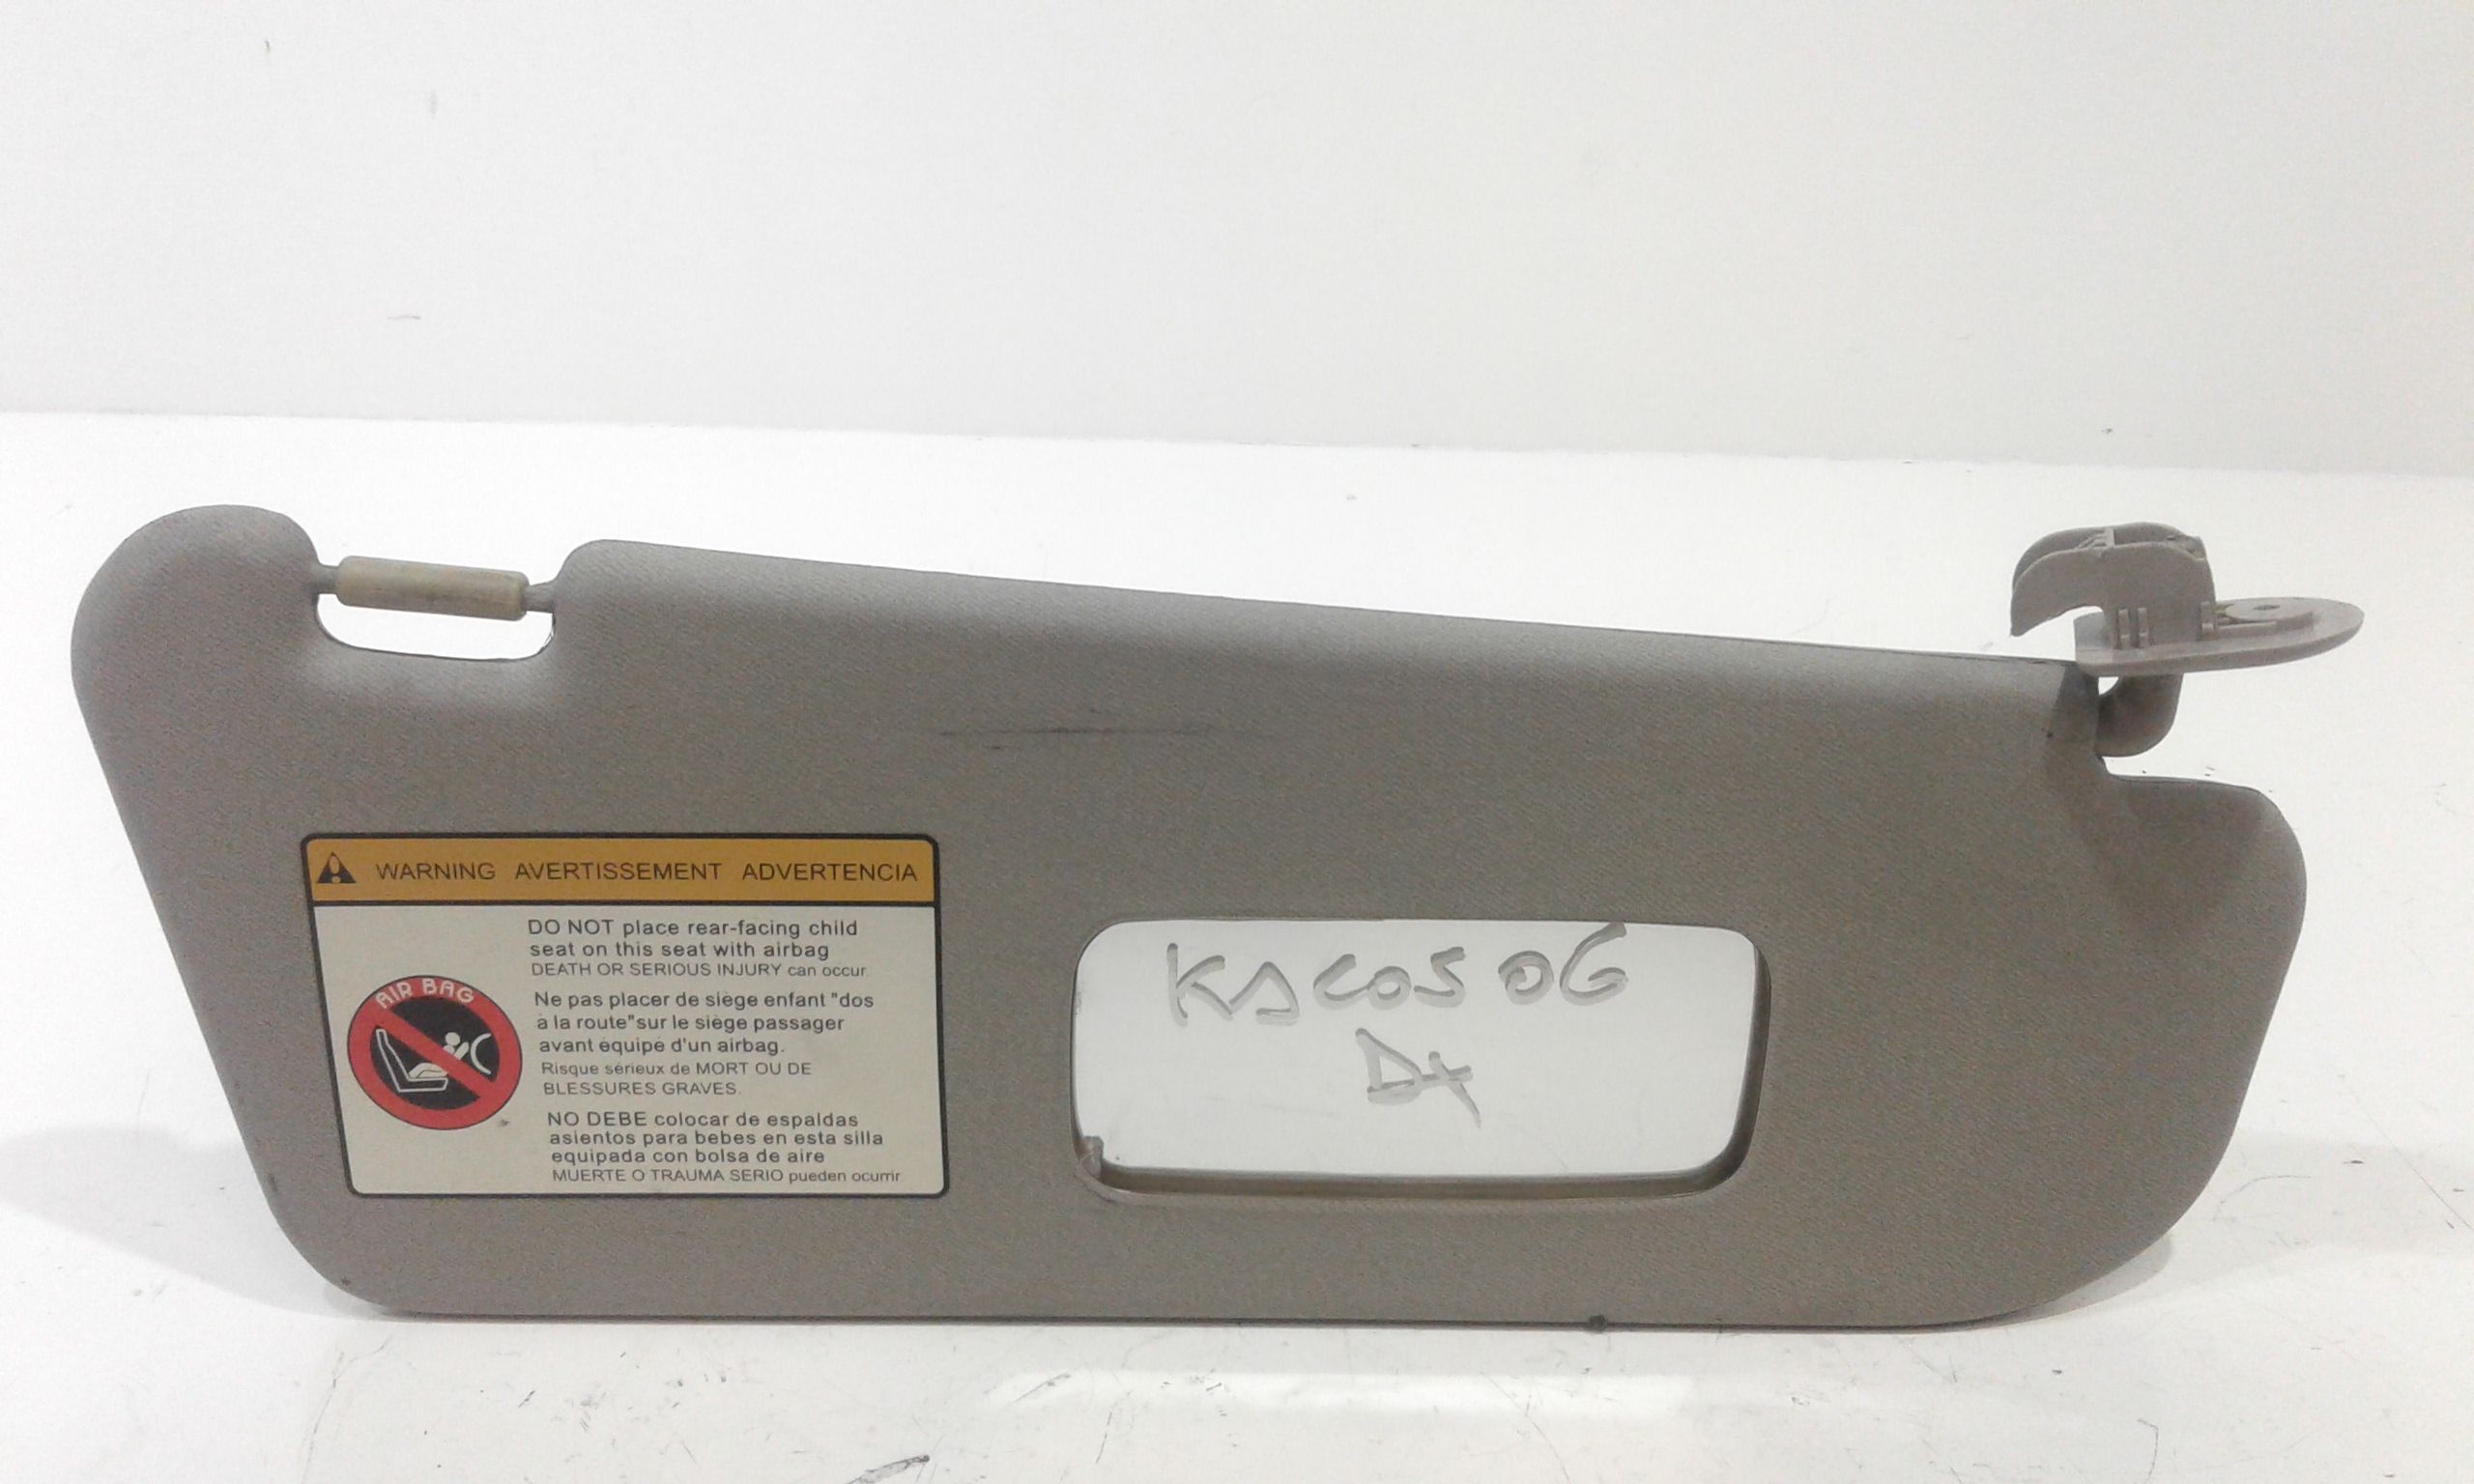 WARNING AVERTISSEMENT ADVERTENCIA
DO NOT place rear-facing child
seat on this seat with airbag
DEATH OR SERIOUS INJURY can occur
AIR BAG
Ne pas placer de siège enfant "dos
à la route"sur le siège passager
avant équipé d'un airbag.
Risque sérieux de MORT OU DE
BLESSURES GRAVES.
NO DEBE colocar de espaldas
asientos para bebes en esta silla
equipada con bolsa de aire
MUERTE O TRAUMA SERIO pueden ocurrir
06